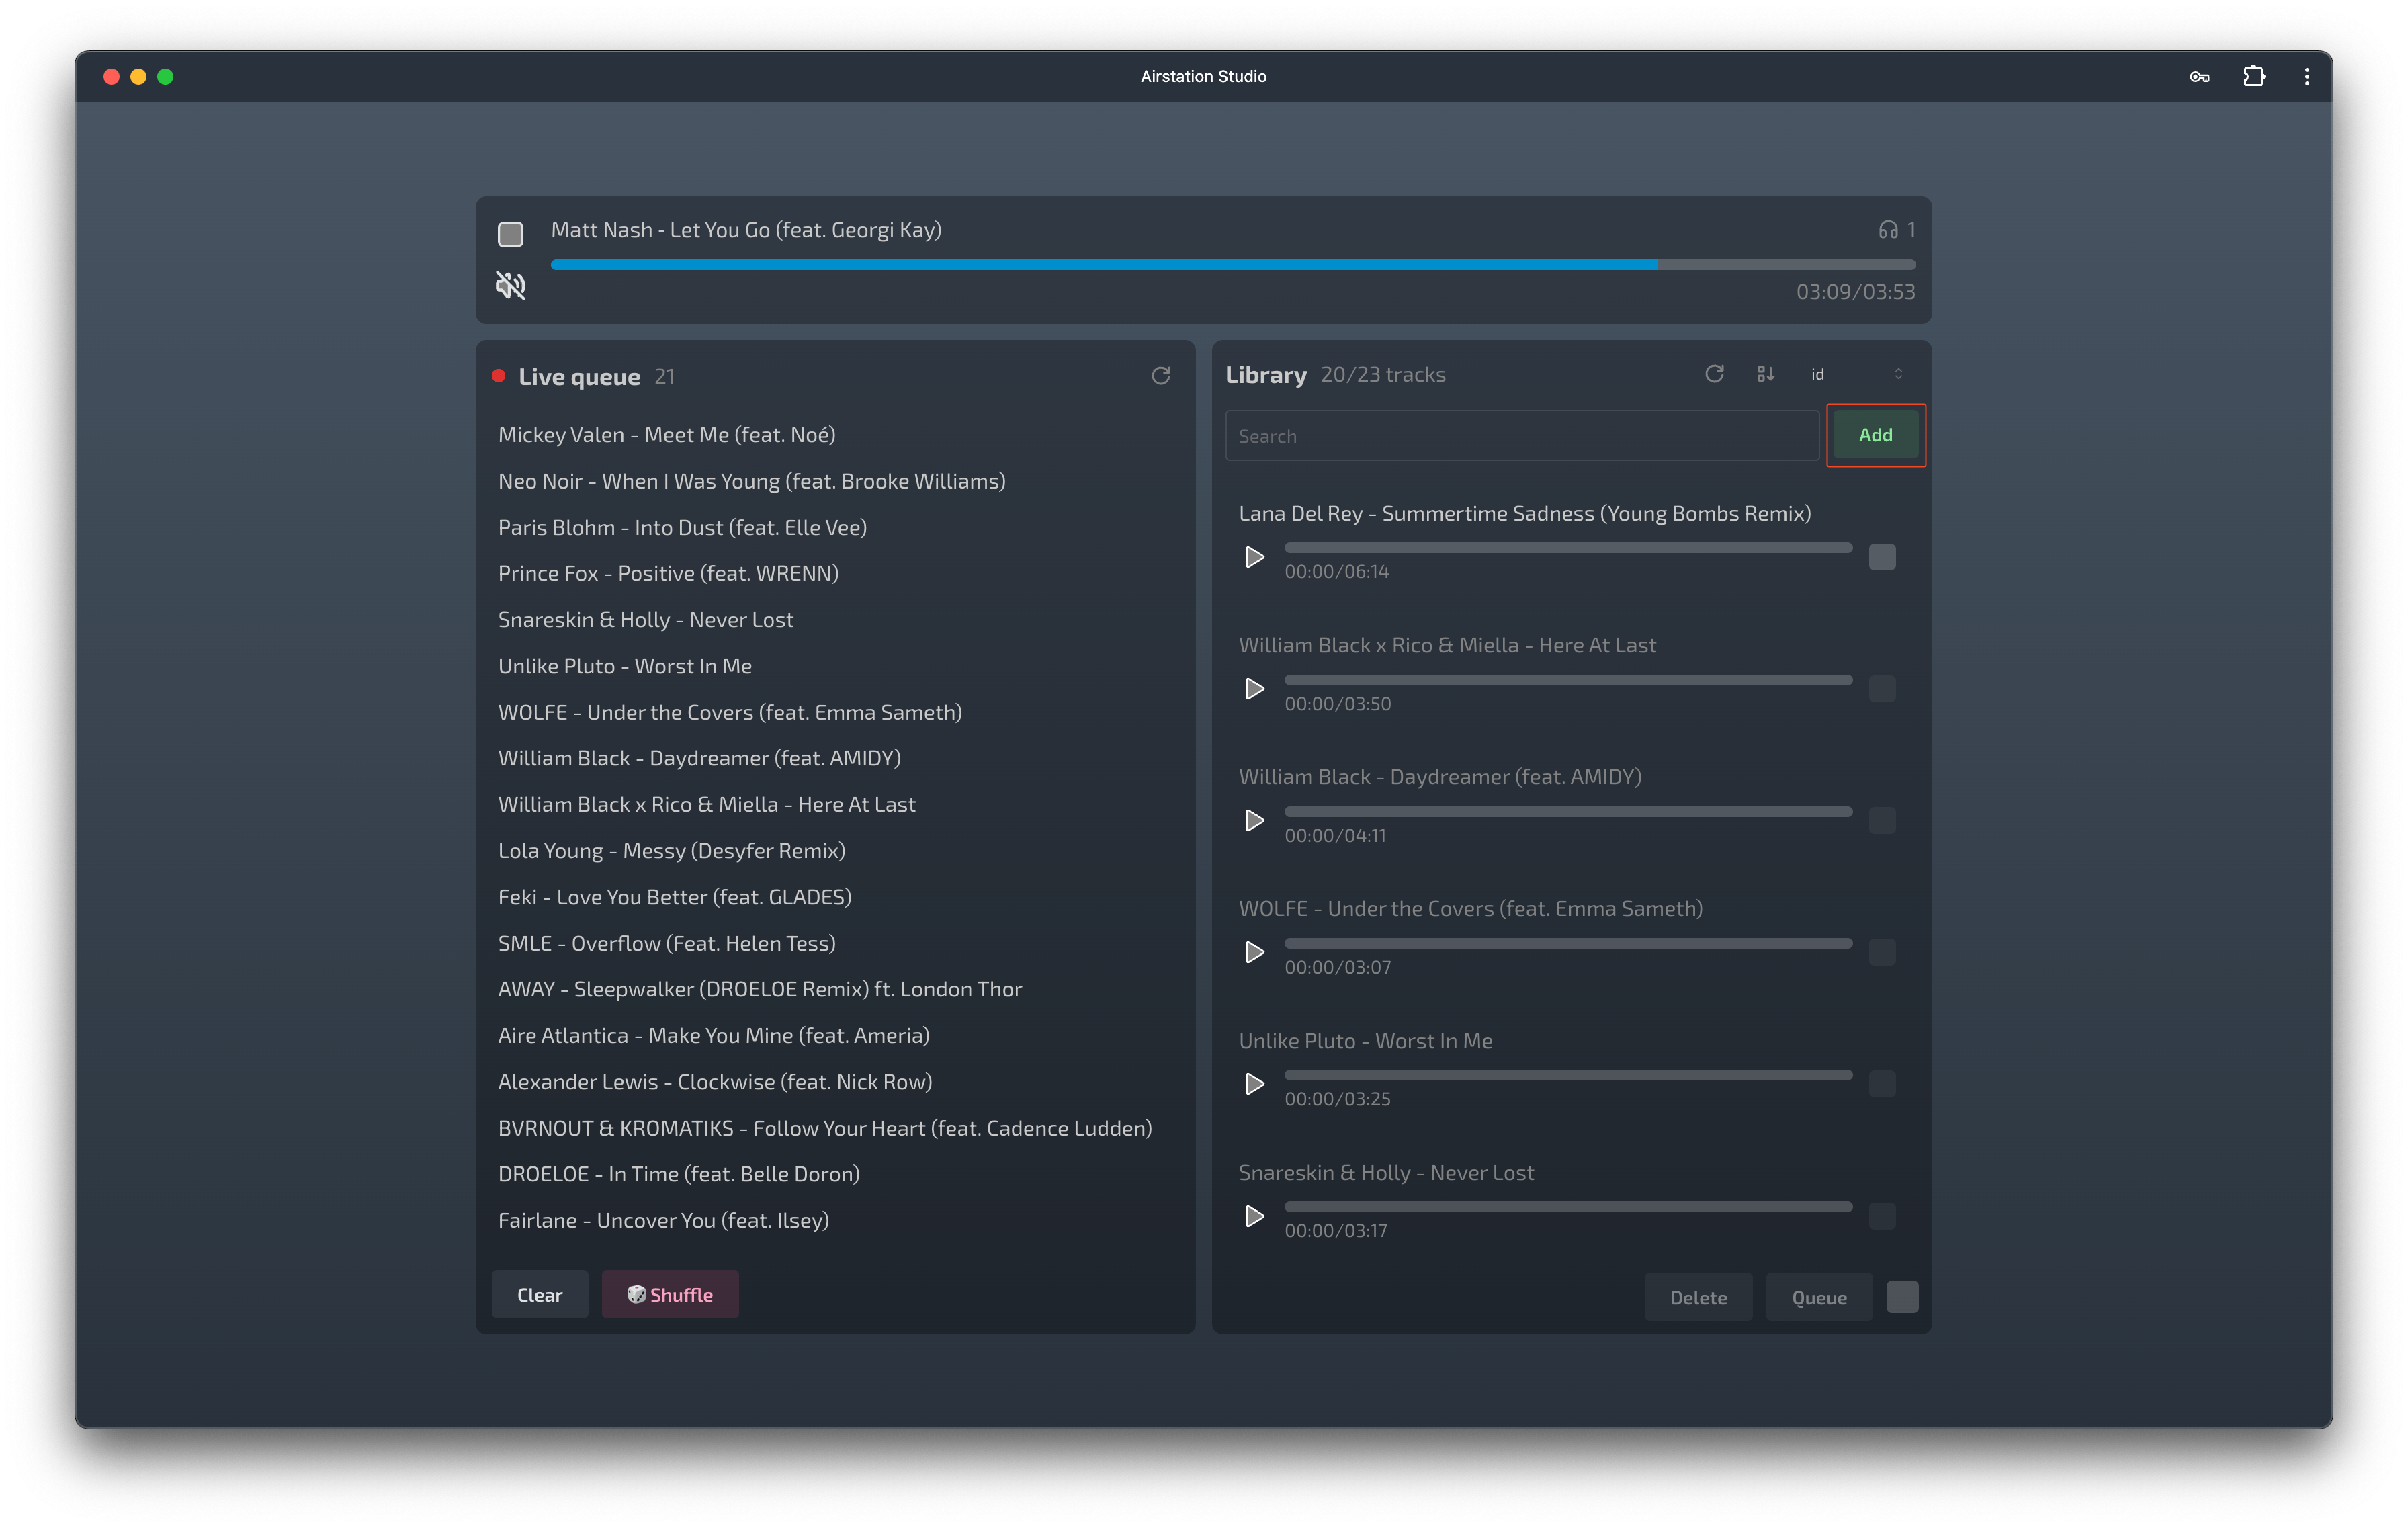 Airstation Studio
Matt Nash - Let You Go (feat. Georgi Kay)
1
03:09/03:53
Live queue 21
Mickey Valen - Meet Me (feat. Noé)
Neo Noir - When I Was Young (feat. Brooke Williams)
Paris Blohm - Into Dust (feat. Elle Vee)
Prince Fox - Positive (feat. WRENN)
Snareskin & Holly - Never Lost
Unlike Pluto - Worst In Me
WOLFE - Under the Covers (feat. Emma Sameth)
William Black - Daydreamer (feat. AMIDY)
William Black x Rico & Miella - Here At Last
Lola Young - Messy (Desyfer Remix)
Feki - Love You Better (feat. GLADES)
SMLE - Overflow (Feat. Helen Tess)
AWAY - Sleepwalker (DROELOE Remix) ft. London Thor
Aire Atlantica - Make You Mine (feat. Ameria)
Alexander Lewis - Clockwise (feat. Nick Row)
BVRNOUT & KROMATIKS - Follow Your Heart (feat. Cadence Ludden)
DROELOE - In Time (feat. Belle Doron)
Fairlane - Uncover You (feat. Ilsey)
Clear
Shuffle
Library 20/23 tracks
id
Search
Add
Lana Del Rey - Summertime Sadness (Young Bombs Remix)
00:00/06:14
William Black x Rico & Miella - Here At Last
00:00/03:50
William Black - Daydreamer (feat. AMIDY)
00:00/04:11
WOLFE - Under the Covers (feat. Emma Sameth)
00:00/03:07
Unlike Pluto - Worst In Me
00:00/03:25
Snareskin & Holly - Never Lost
00:00/03:17
Delete
Queue